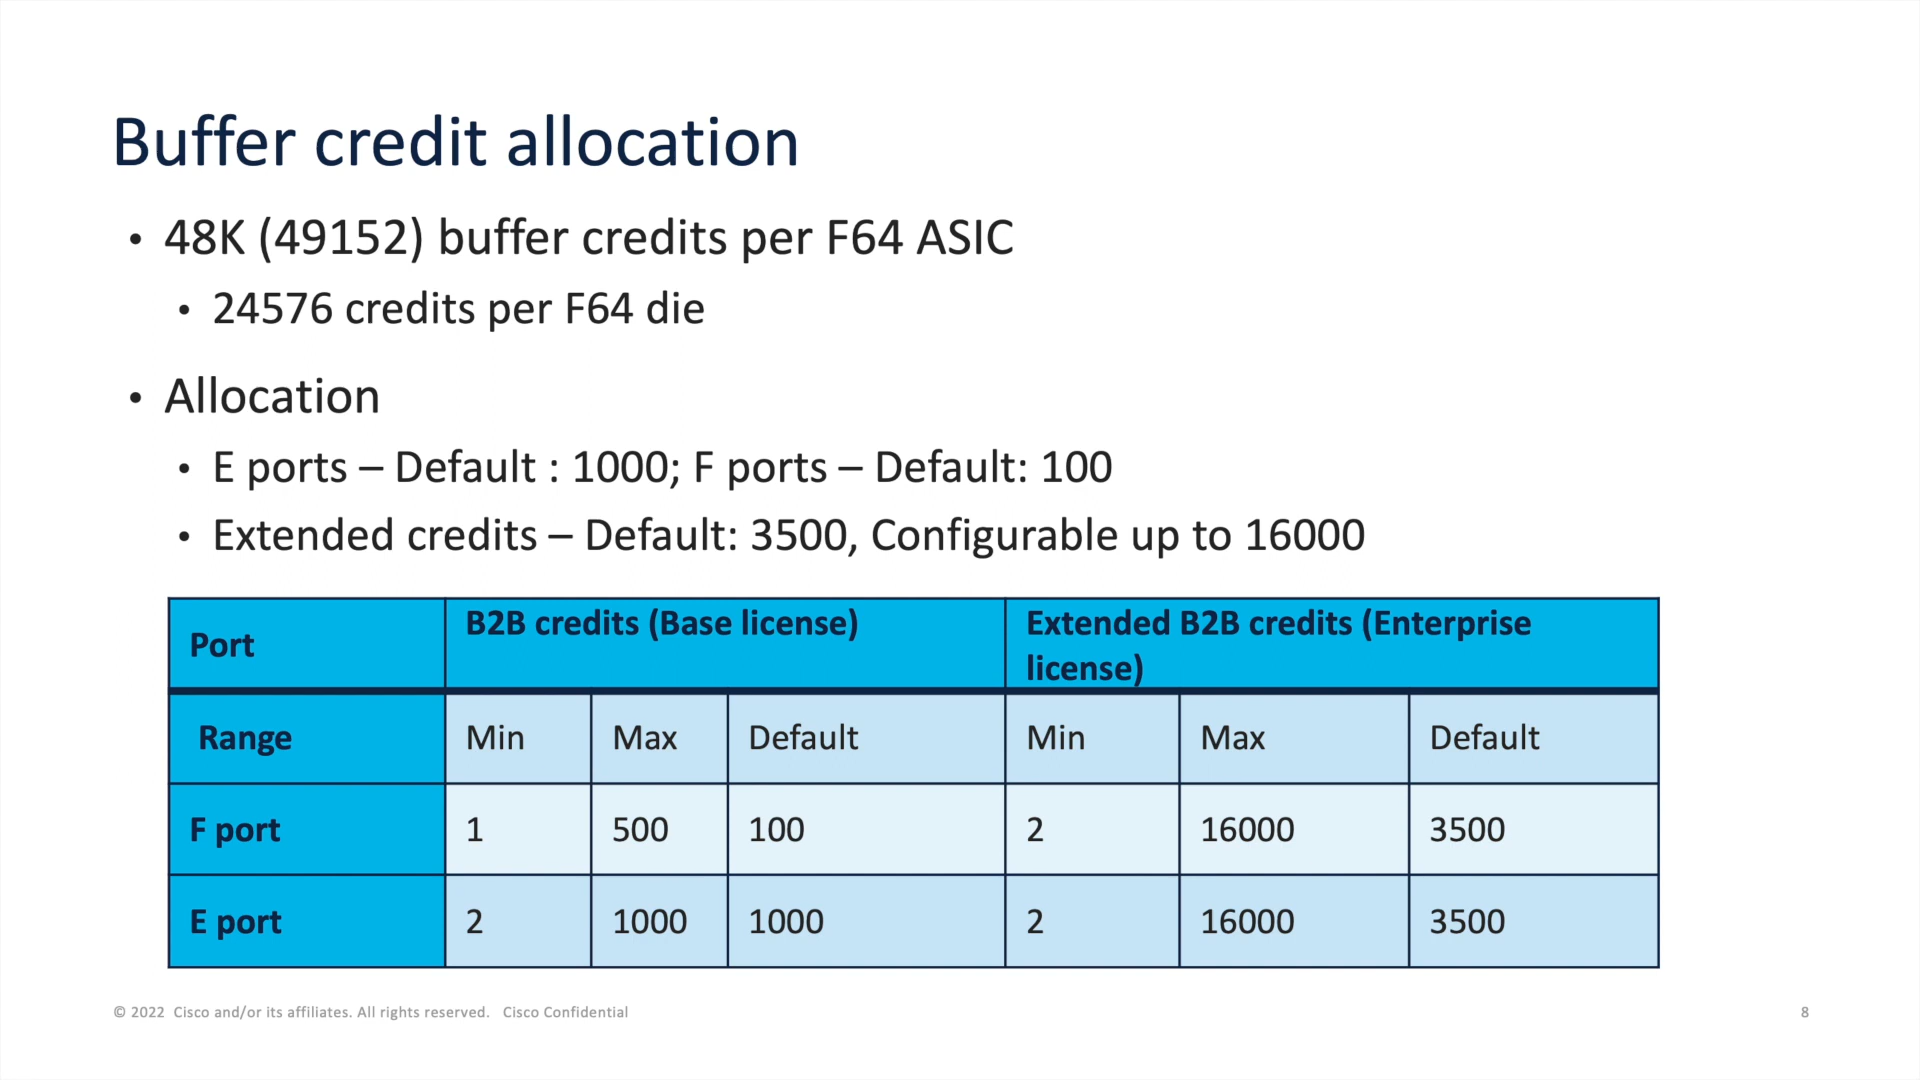 Buffer credit allocation
• 48K (49152) buffer credits per F64 ASIC
• 24576 credits per F64 die
• Allocation
• E ports – Default : 1000; F ports – Default: 100
• Extended credits – Default: 3500, Configurable up to 16000
Port B2B credits (Base license) Extended B2B credits (Enterprise
license)
Range Min Max Default Min Max Default
F port 1 500 100 2 16000 3500
E port 2 1000 1000 2 16000 3500
© 2022 Cisco and/or its affiliates. All rights reserved. Cisco Confidential 8